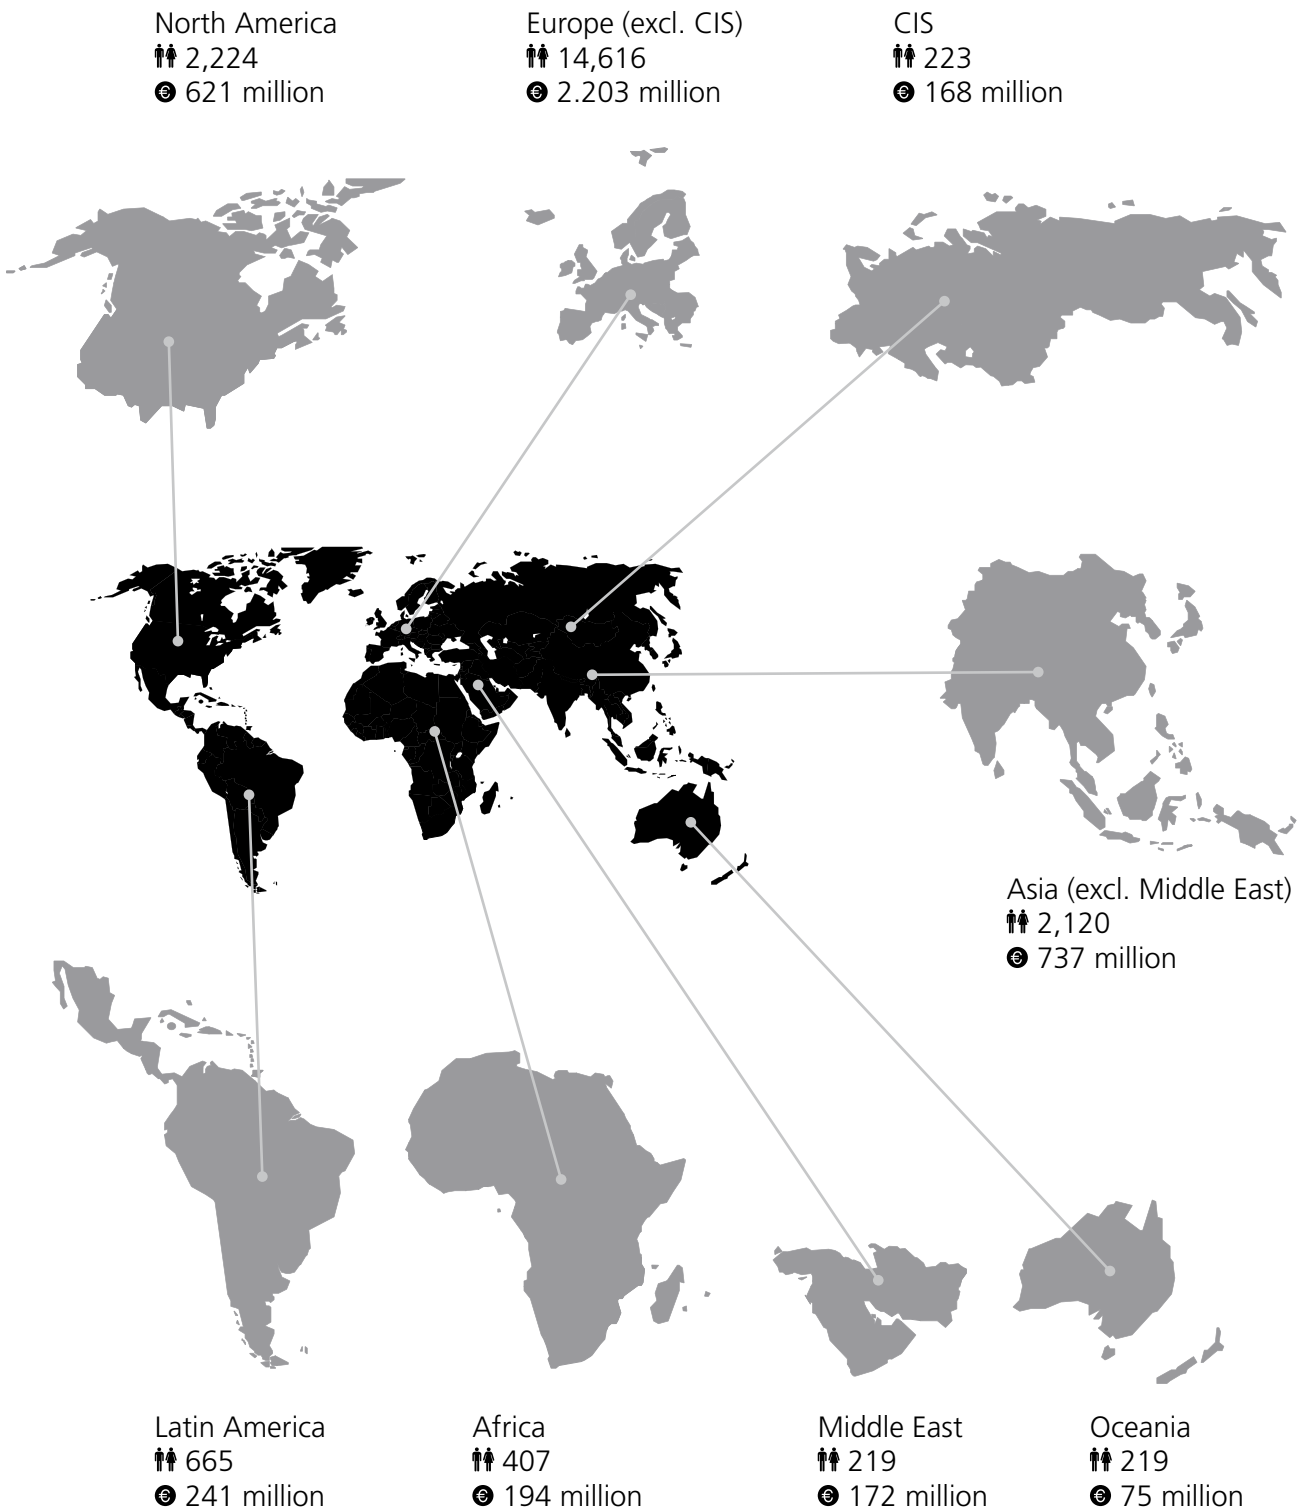 North America
2,224
€ 621 million
Europe (excl. CIS)
14,616
€ 2.203 million
CIS
223
€ 168 million
Asia (excl. Middle East)
2,120
€ 737 million
Latin America
665
€ 241 million
Africa
407
€ 194 million
Middle East
219
€ 172 million
Oceania
219
€ 75 million